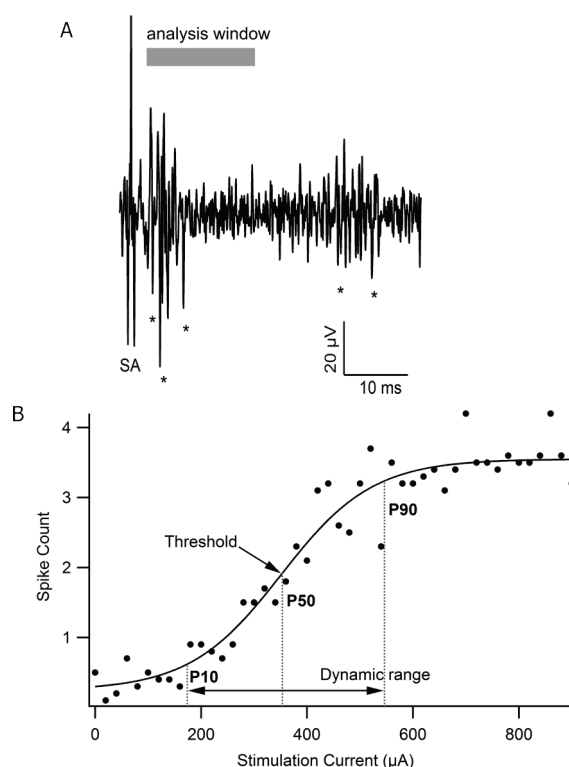 A
analysis window
*
*
*
*
*
SA
20 µV
10 ms
B
4
3
2
1
Spike Count
Threshold
P90
P50
P10
Dynamic range
0
200
400
600
800
Stimulation Current (µA)